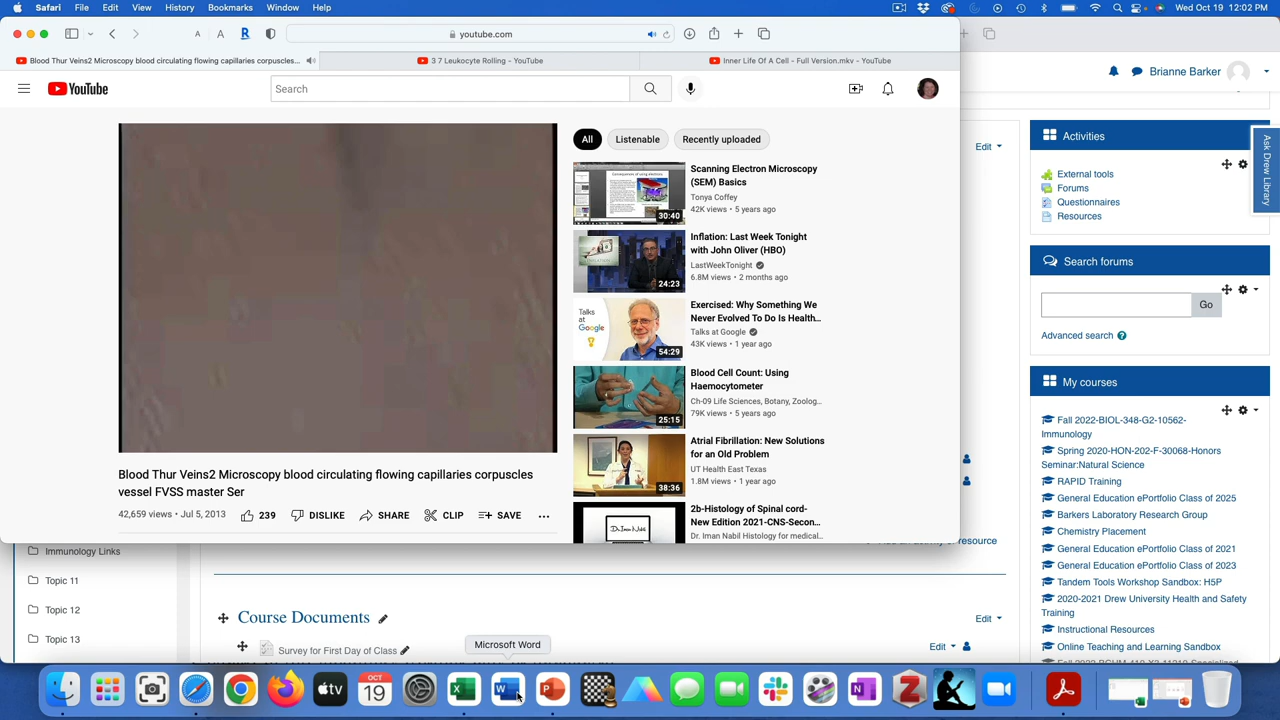 Safari File Edit View History Bookmarks Window Help Wed Oct 19 12:02 PM
A A youtube.com
Blood Thur Veins2 Microscopy blood circulating flowing capillaries corpuscles... 3 7 Leukocyte Rolling - YouTube Inner Life Of A Cell - Full Version.mkv - YouTube
YouTube Search
Brianne Barker
All Listenable Recently uploaded
Scanning Electron Microscopy
(SEM) Basics
Tonya Coffey
42K views • 5 years ago
30:40
Inflation: Last Week Tonight
with John Oliver (HBO)
LastWeekTonight
6.8M views • 2 months ago
24:23
Talks
at
Google
Exercised: Why Something We
Never Evolved To Do Is Health...
Talks at Google
43K views • 1 year ago
54:29
Blood Cell Count: Using
Haemocytometer
Ch-09 Life Sciences, Botany, Zoolog...
79K views • 5 years ago
25:15
Atrial Fibrillation: New Solutions
for an Old Problem
UT Health East Texas
1.8M views • 1 year ago
38:36
2b-Histology of Spinal cord-
New Edition 2021-CNS-Secon...
Dr. Iman Nabil Histology for medical...
Dr.Iman Nabil
Blood Thur Veins2 Microscopy blood circulating flowing capillaries corpuscles
vessel FVSS master Ser
42,659 views • Jul 5, 2013 239 DISLIKE SHARE CLIP SAVE ...
Edit
Activities
External tools
Forums
Questionnaires
Resources
Ask Drew Library
Search forums
Go
Advanced search
My courses
Fall 2022-BIOL-348-G2-10562-
Immunology
Spring 2020-HON-202-F-30068-Honors
Seminar:Natural Science
RAPID Training
General Education ePortfolio Class of 2025
Barkers Laboratory Research Group
Chemistry Placement
General Education ePortfolio Class of 2021
General Education ePortfolio Class of 2023
Tandem Tools Workshop Sandbox: H5P
2020-2021 Drew University Health and Safety
Training
Instructional Resources
Online Teaching and Learning Sandbox
Immunology Links
Topic 11
Topic 12
Topic 13
resource
Course Documents Edit
Survey for First Day of Class Edit
Microsoft Word
tv OCT 19